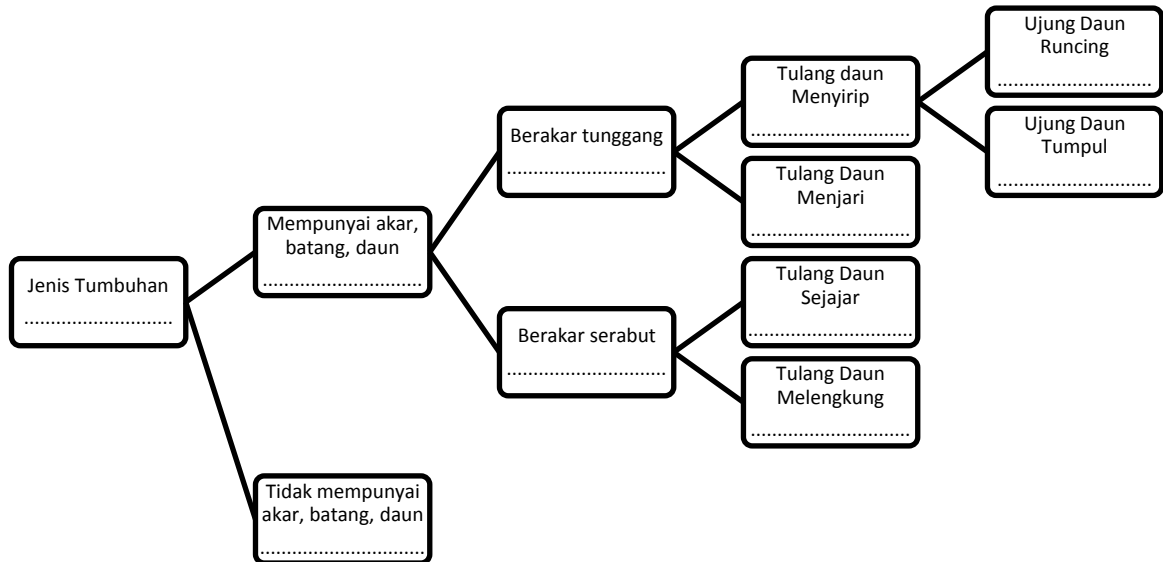 Jenis Tumbuhan
............................
Mempunyai akar,
batang, daun
..............................
Tidak mempunyai
akar, batang, daun
...............................
Berakar tunggang
..............................
Berakar serabut
..............................
Tulang daun
Menyirip
..............................
Tulang Daun
Menjari
..............................
Tulang Daun
Sejajar
...............................
Tulang Daun
Melengkung
..............................
Ujung Daun
Runcing
.............................
Ujung Daun
Tumpul
.............................